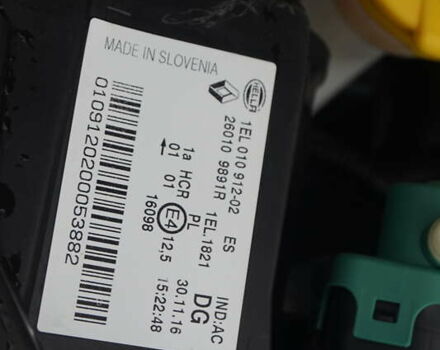 HELLA
1EL 010 912-02 ES IND:AC
26010 9891R DG
1a HCR 1EL.1821 30.11.16
01 01 PL 15:22:48
E4 12,5
16098
MADE IN SLOVENIA
0109120200053882